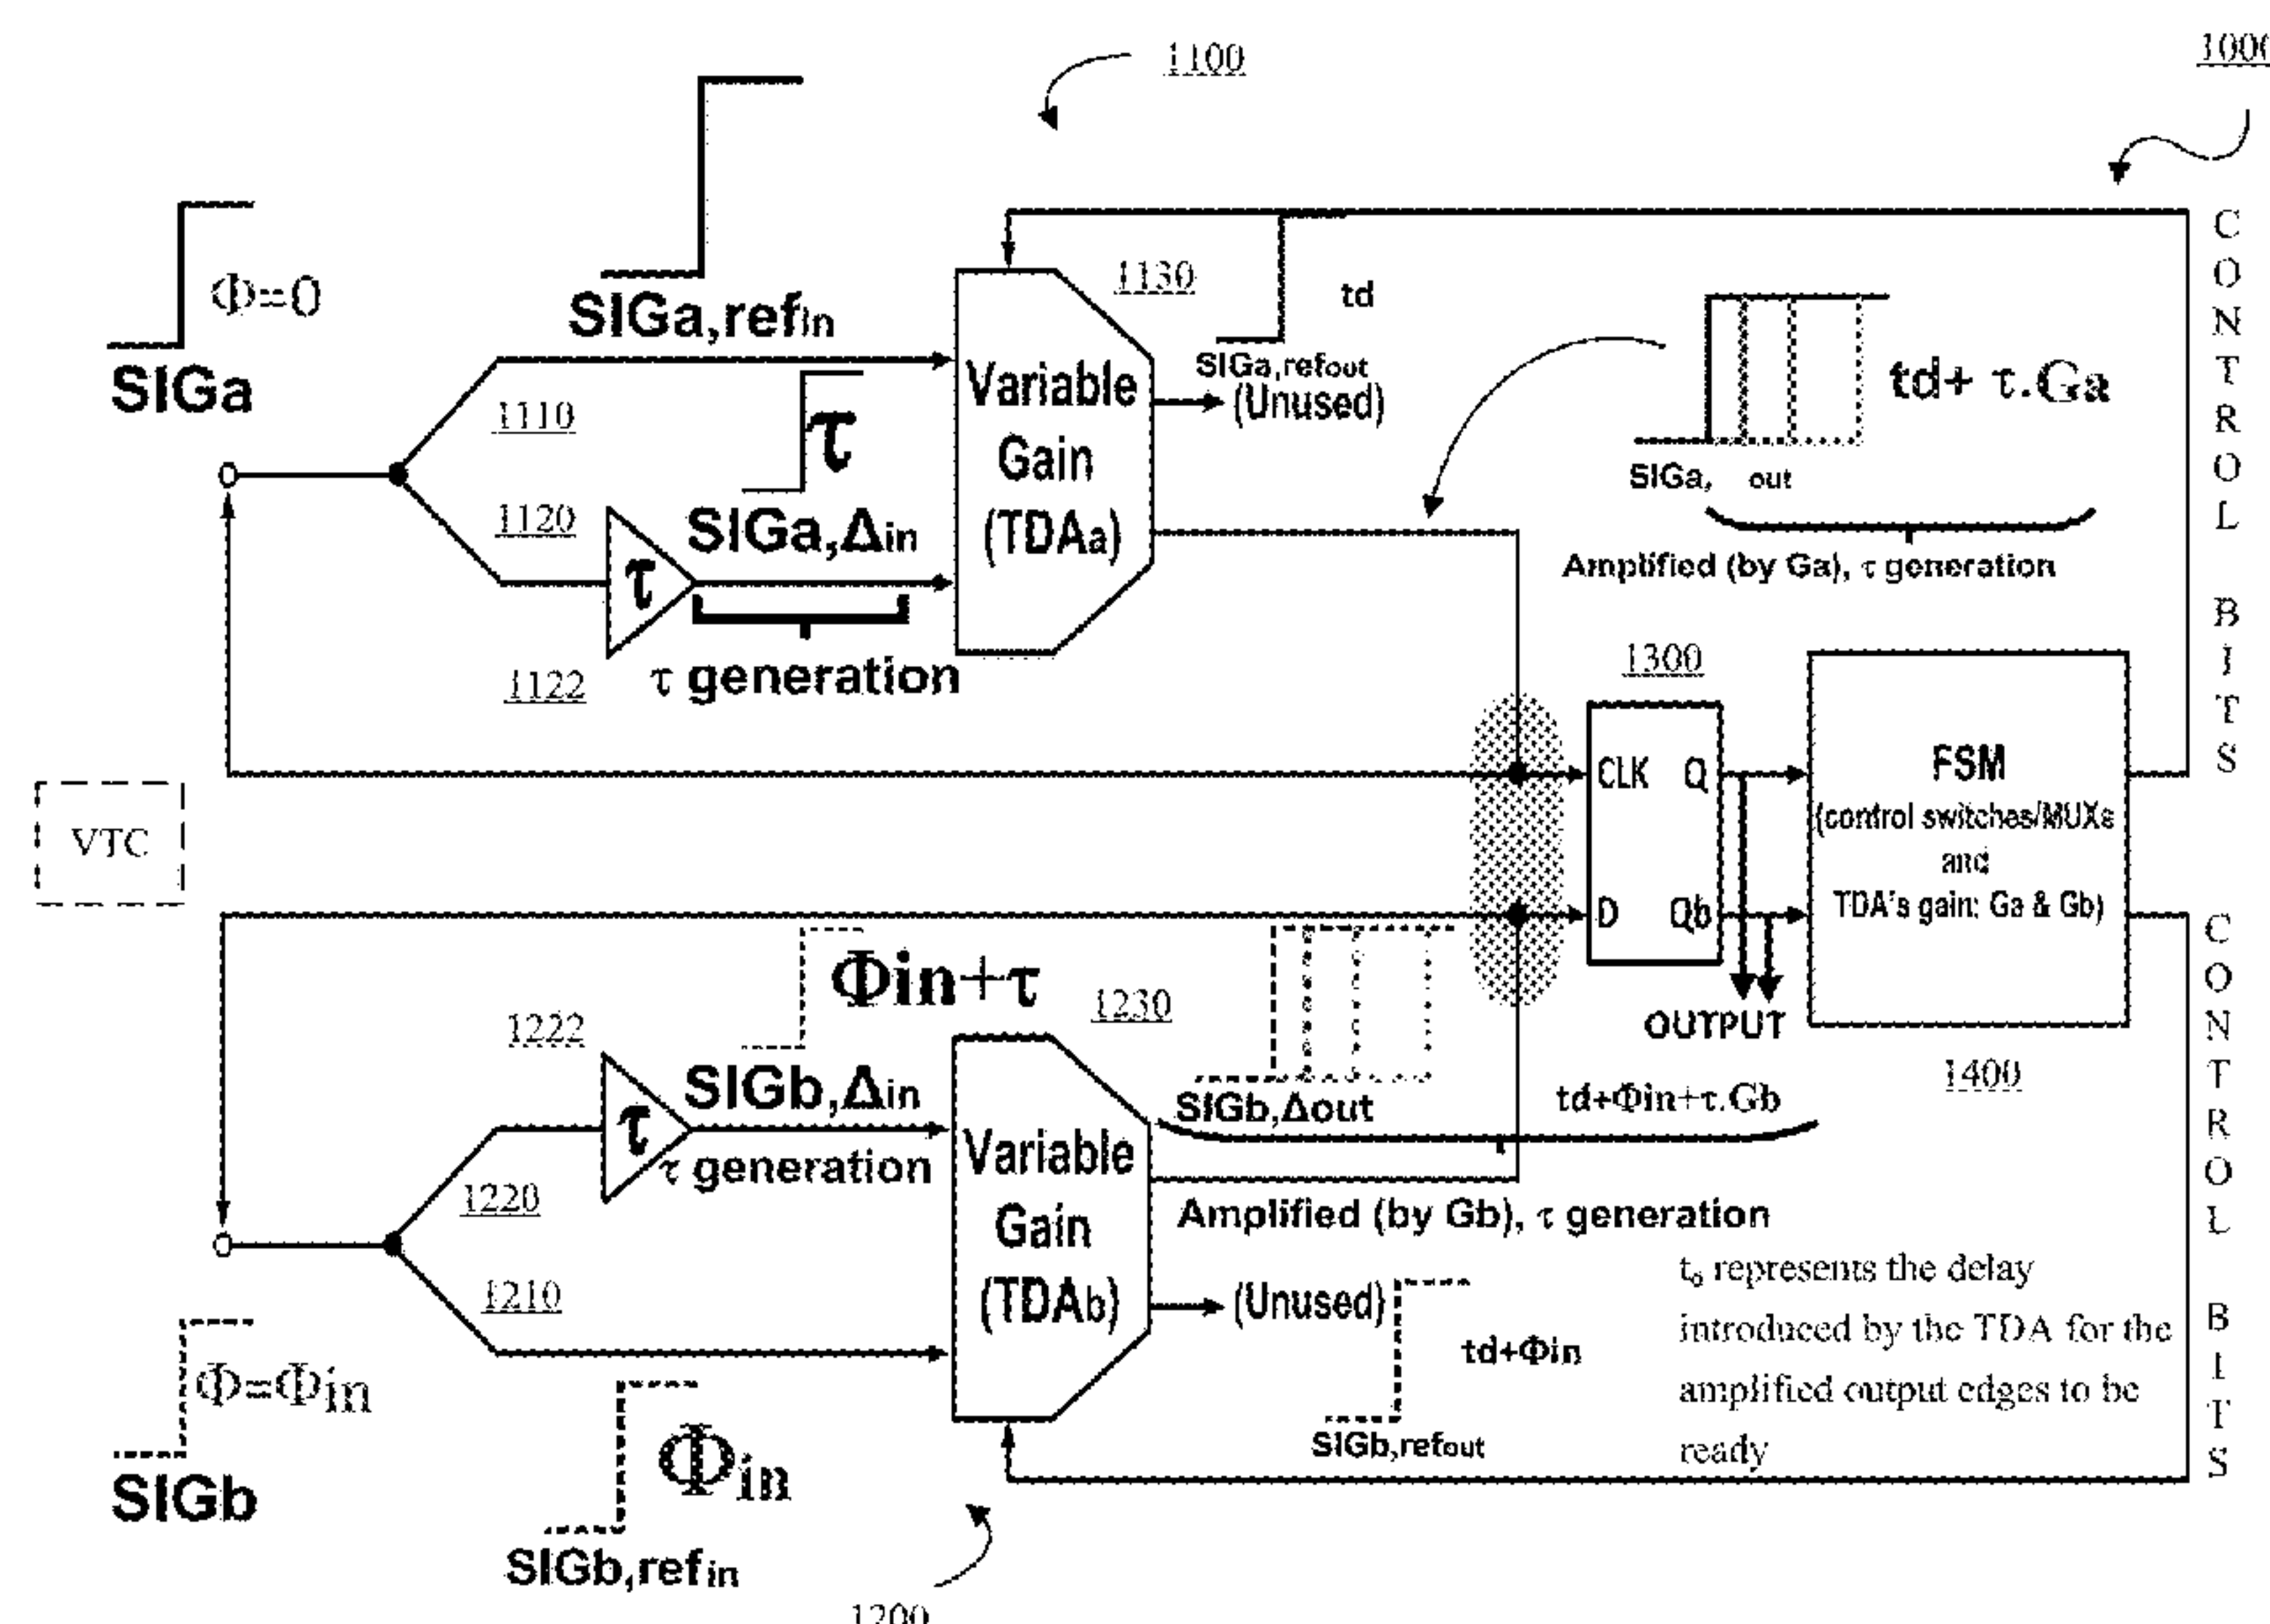 1100
1000
Φ=0
SIGa
SIGa,refin
1110
1120
τ
SIGa,Δin
τ
τ generation
1122
Variable
Gain
(TDAa)
1130
td
SIGa,refout
(Unused)
td+ τ.Ga
SIGa, out
Amplified (by Ga), τ generation
CONTROL BITS
VTC
1300
CLK Q
D Qb
OUTPUT
FSM
(control switches/MUXs
and
TDA's gain: Ga & Gb)
1400
CONTROL BITS
Φin+τ
1222
τ
SIGb,Δin
τ generation
1220
1210
1230
Variable
Gain
(TDAb)
SIGb,Δout
td+Φin+τ.Gb
Amplified (by Gb), τ generation
(Unused)
td+Φin
SIGb,refout
represents the delay
introduced by the TDA for the
amplified output edges to be
ready
Φ=Φin
SIGb
Φin
SIGb,refin
1200